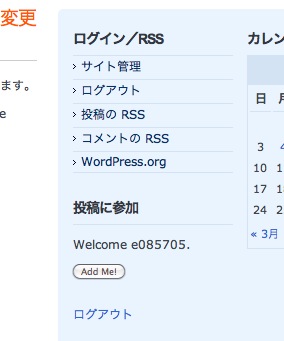 変更
ます。
e
ログイン／RSS
サイト管理
ログアウト
投稿の RSS
コメントの RSS
WordPress.org
投稿に参加
Welcome e085705.
Add Me!
ログアウト
カレン
日 月
3 4
10 1
17 1
24 2
« 3月